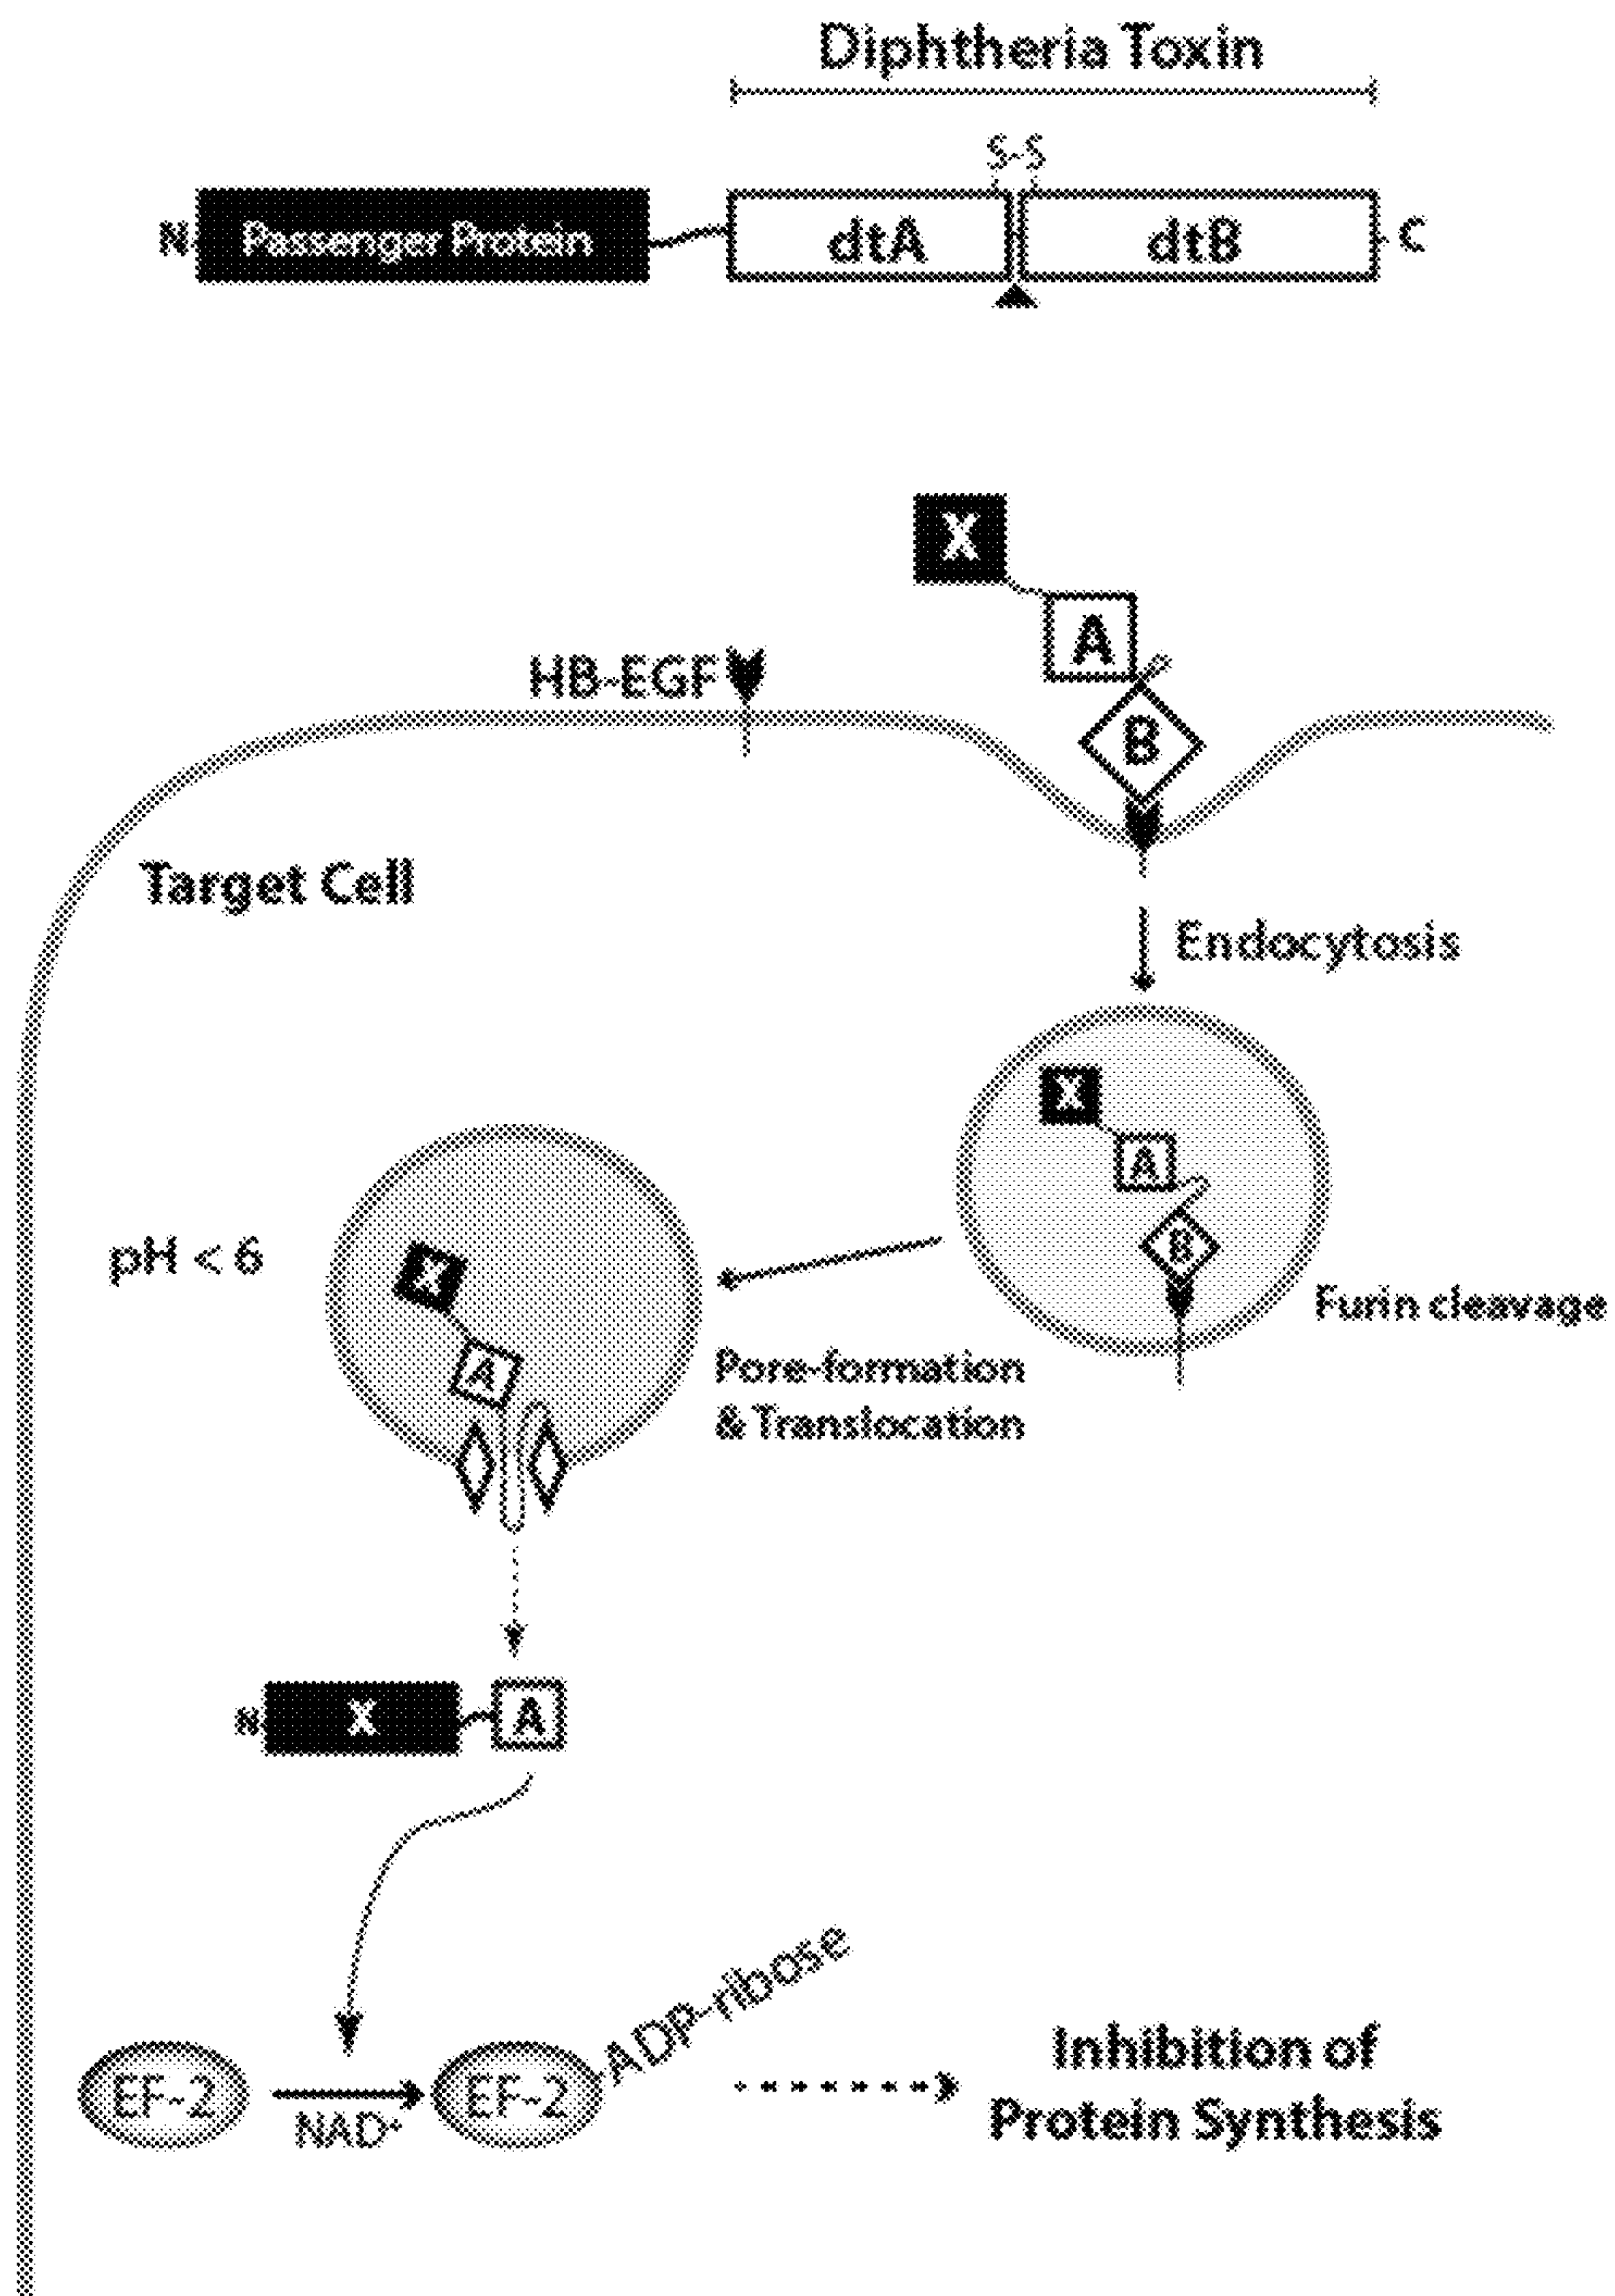 Diphtheria Toxin
S-S
N
Passenger Protein
dtA
dtB
C
X
A
HB-EGF
B
Target Cell
Endocytosis
X
A
B
pH < 6
X
Furin cleavage
A
Pore-formation
& Translocation
N
X
A
ADP-ribose
EF-2
NAD+
EF-2
Inhibition of
Protein Synthesis